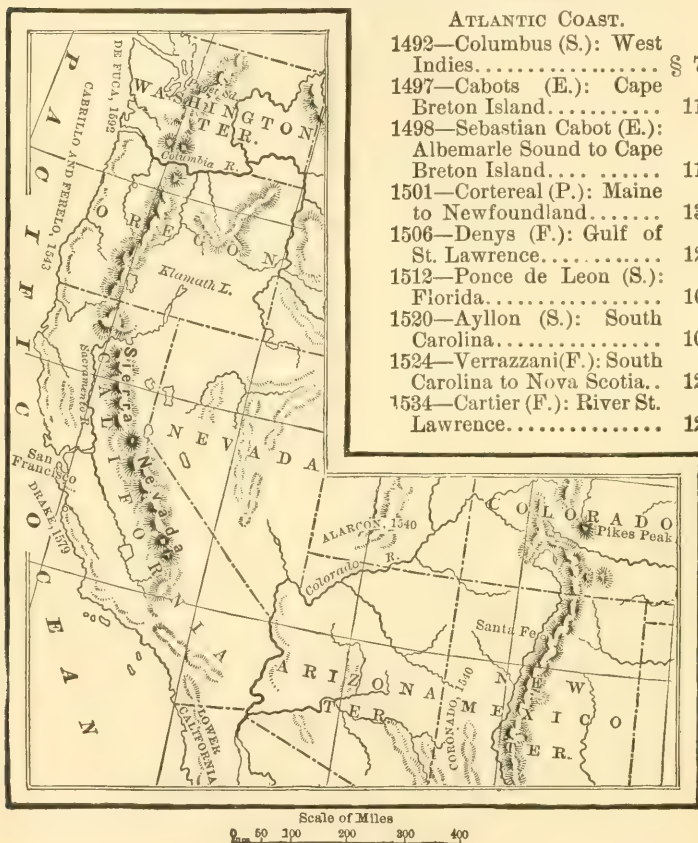 ATLANTIC COAST.
1492—Columbus (S.): West
Indies................. §
1497—Cabots (E.): Cape
Breton Island...........
1498—Sebastian Cabot (E.):
Albemarle Sound to Cape
Breton Island...........
1501—Cortereal (P.): Maine
to Newfoundland.......
1506—Denys (F.): Gulf of
St. Lawrence............
1512—Ponce de Leon (S.):
Florida................
1520—Ayllon (S.): South
Carolina................
1524—Verrazzani(F.): South
Carolina to Nova Scotia..
1534—Cartier (F.): River St.
Lawrence...............
PACIFIC OCEAN
DE FUCA, 1592
CABRILLO AND FERELO, 1543
WASHINGTON
TER.
Puget Sd.
Columbia R.
OREGON
Klamath L.
Sacramento R.
CALIFORNIA
Sierra Nevada
NEVADA
San
Francisco
DRAKE, 1579
LOWER
CALIFORNIA
ALARCON, 1540
Colorado R.
COLORADO
Pikes Peak
Santa Fe
ARIZONA
TER.
CORONADO, 1540
NEW
MEXICO
TER.
Scale of Miles
0 50 100 200 300 400